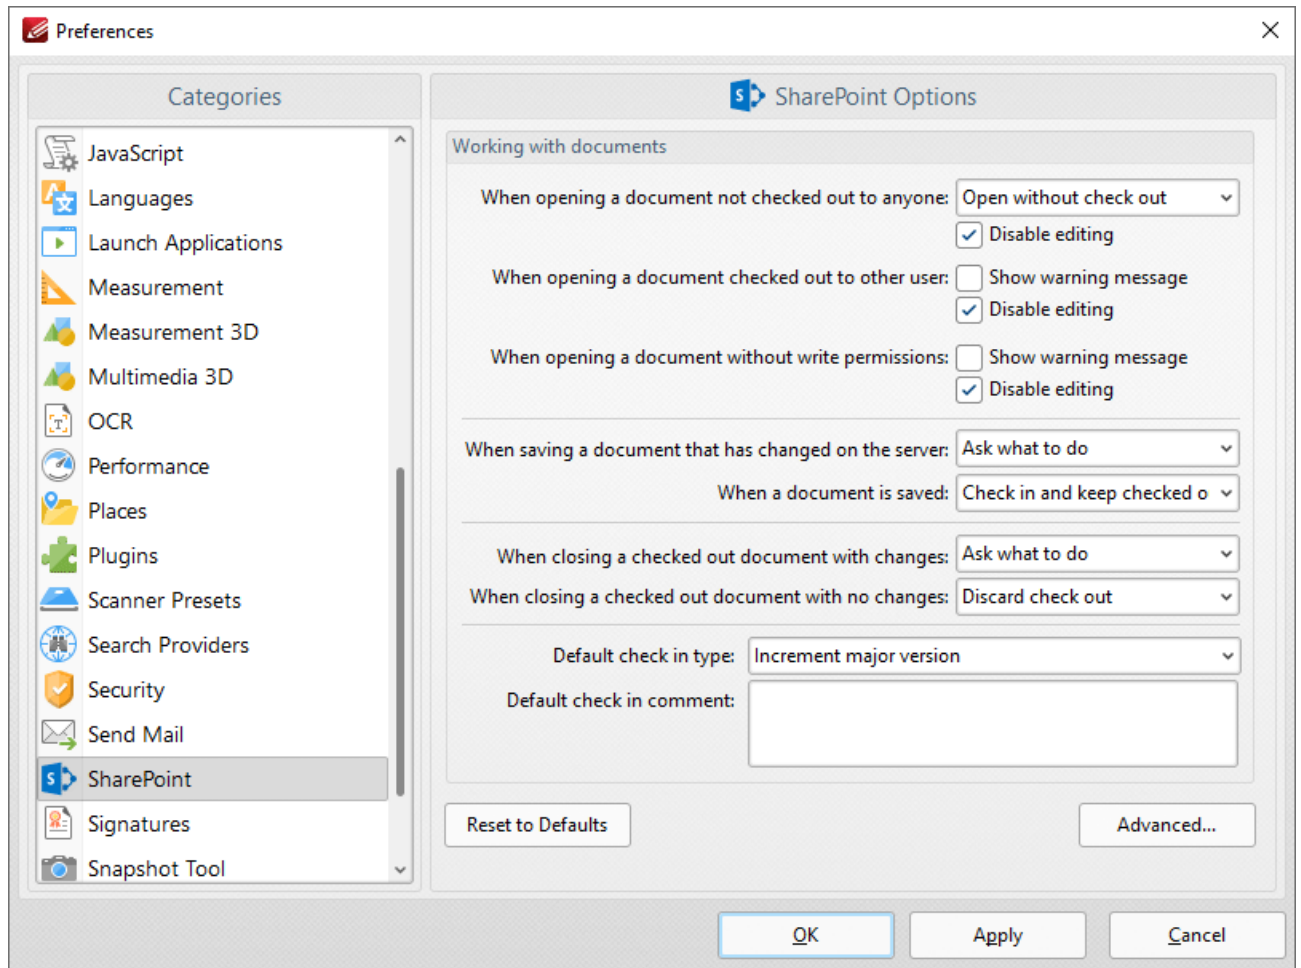 Preferences
Categories
JavaScript
Languages
Launch Applications
Measurement
Measurement 3D
Multimedia 3D
OCR
Performance
Places
Plugins
Scanner Presets
Search Providers
Security
Send Mail
SharePoint
Signatures
Snapshot Tool
SharePoint Options
Working with documents
When opening a document not checked out to anyone: Open without check out
Disable editing
When opening a document checked out to other user: Show warning message
Disable editing
When opening a document without write permissions: Show warning message
Disable editing
When saving a document that has changed on the server: Ask what to do
When a document is saved: Check in and keep checked o
When closing a checked out document with changes: Ask what to do
When closing a checked out document with no changes: Discard check out
Default check in type: Increment major version
Default check in comment:
Reset to Defaults
Advanced...
OK
Apply
Cancel